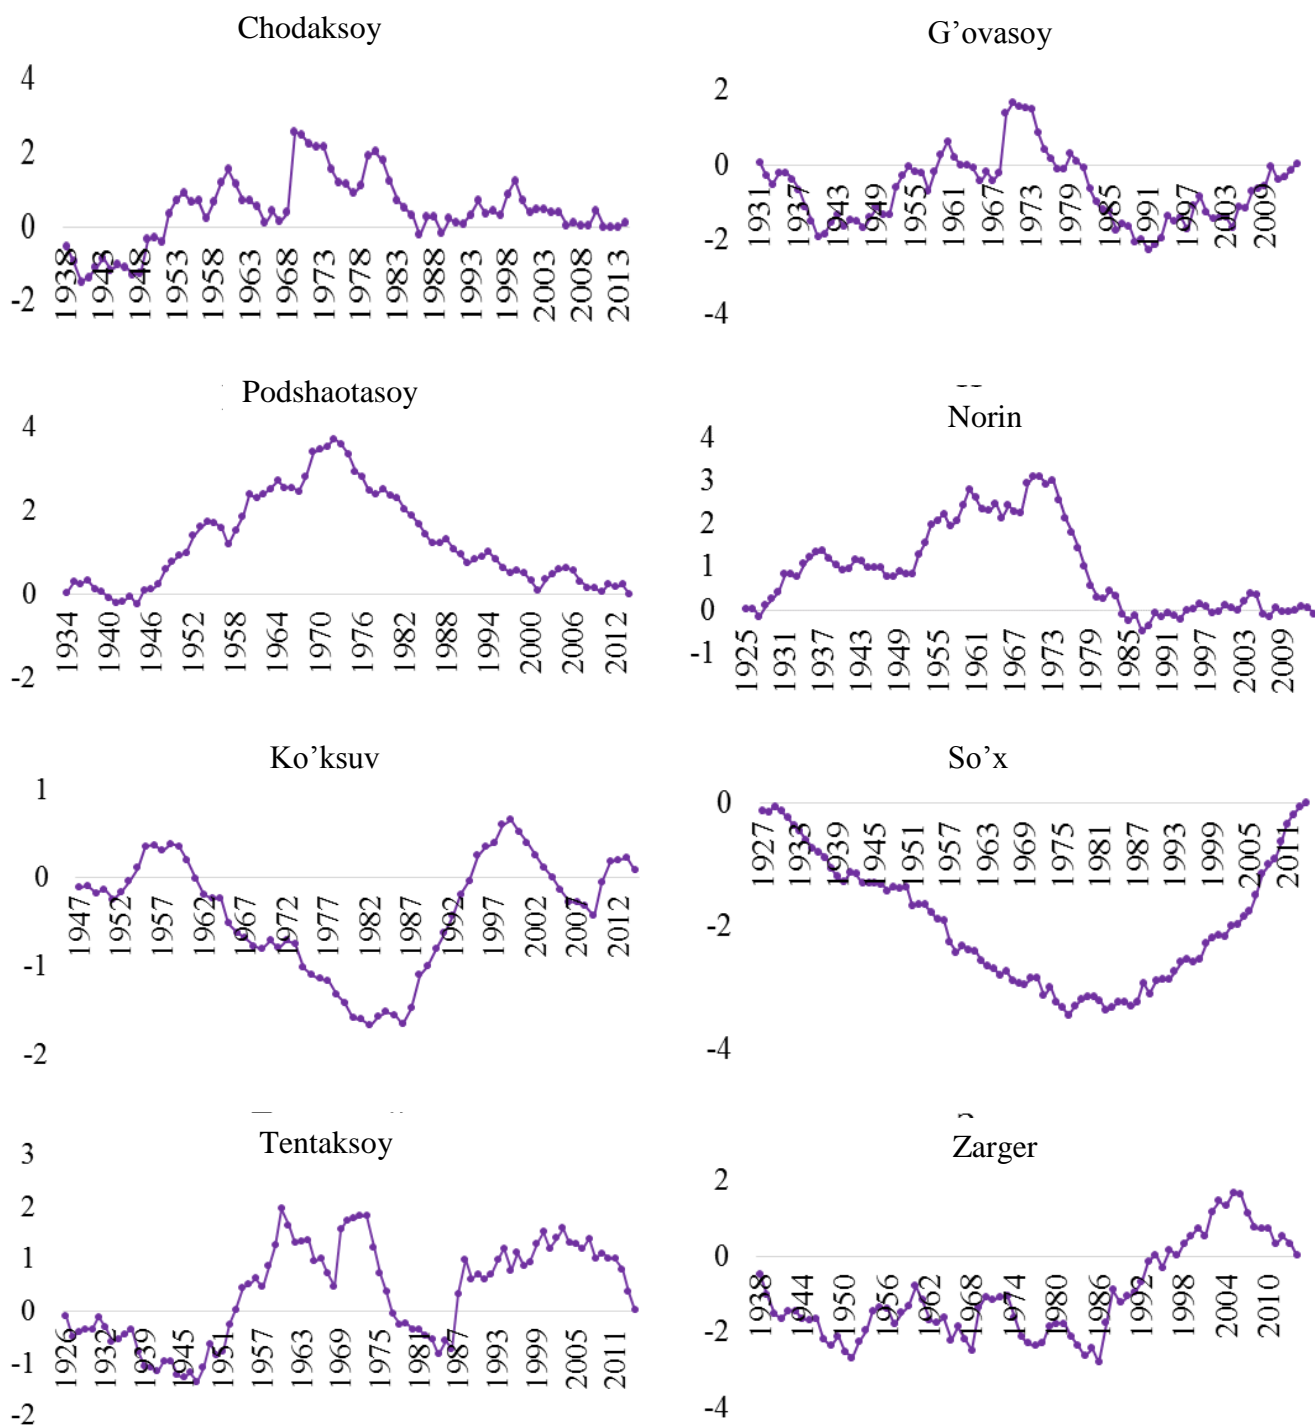 Chodaksoy
4
2
0
-2
1938 1943 1948 1953 1958 1963 1968 1973 1978 1983 1988 1993 1998 2003 2008 2013
G’ovasoy
2
0
-2
-4
1931 1937 1943 1949 1955 1961 1967 1973 1979 1985 1991 1997 2003 2009
Podshaotasoy
4
2
0
-2
1934 1940 1946 1952 1958 1964 1970 1976 1982 1988 1994 2000 2006 2012
Norin
4
3
2
1
0
-1
1925 1931 1937 1943 1949 1955 1961 1967 1973 1979 1985 1991 1997 2003 2009
Ko’ksuv
1
0
-1
-2
1947 1952 1957 1962 1967 1972 1977 1982 1987 1992 1997 2002 2007 2012
So’x
0
-2
-4
1927 1933 1939 1945 1951 1957 1963 1969 1975 1981 1987 1993 1999 2005 2011
Tentaksoy
3
2
1
0
-1
-2
1926 1932 1939 1945 1951 1957 1963 1969 1975 1981 1987 1993 1999 2005 2011
Zarger
2
0
-2
-4
1938 1944 1950 1956 1962 1968 1974 1980 1986 1992 1998 2004 2010